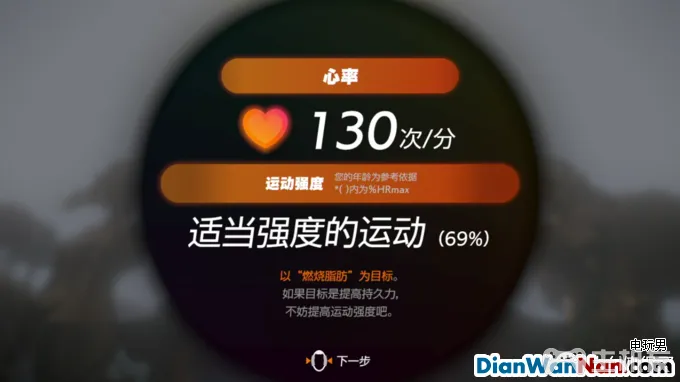 心率
130次/分
运动强度 您的年龄为参考依据
*( )内为%HRmax
适当强度的运动（69%）
以“燃烧脂肪”为目标。
如果目标是提高持久力,
不妨提高运动强度吧。
下一步
电玩男
DianWanNan.com